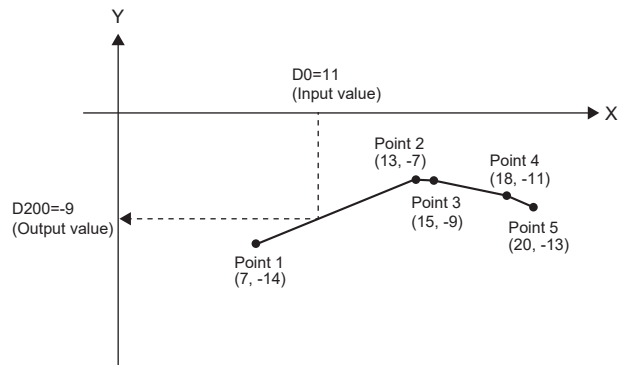 Y
D0=11
(Input value)
X
Point 2
(13, -7)
Point 4
(18, -11)
Point 3
(15, -9)
D200=-9
(Output value)
Point 5
(20, -13)
Point 1
(7, -14)